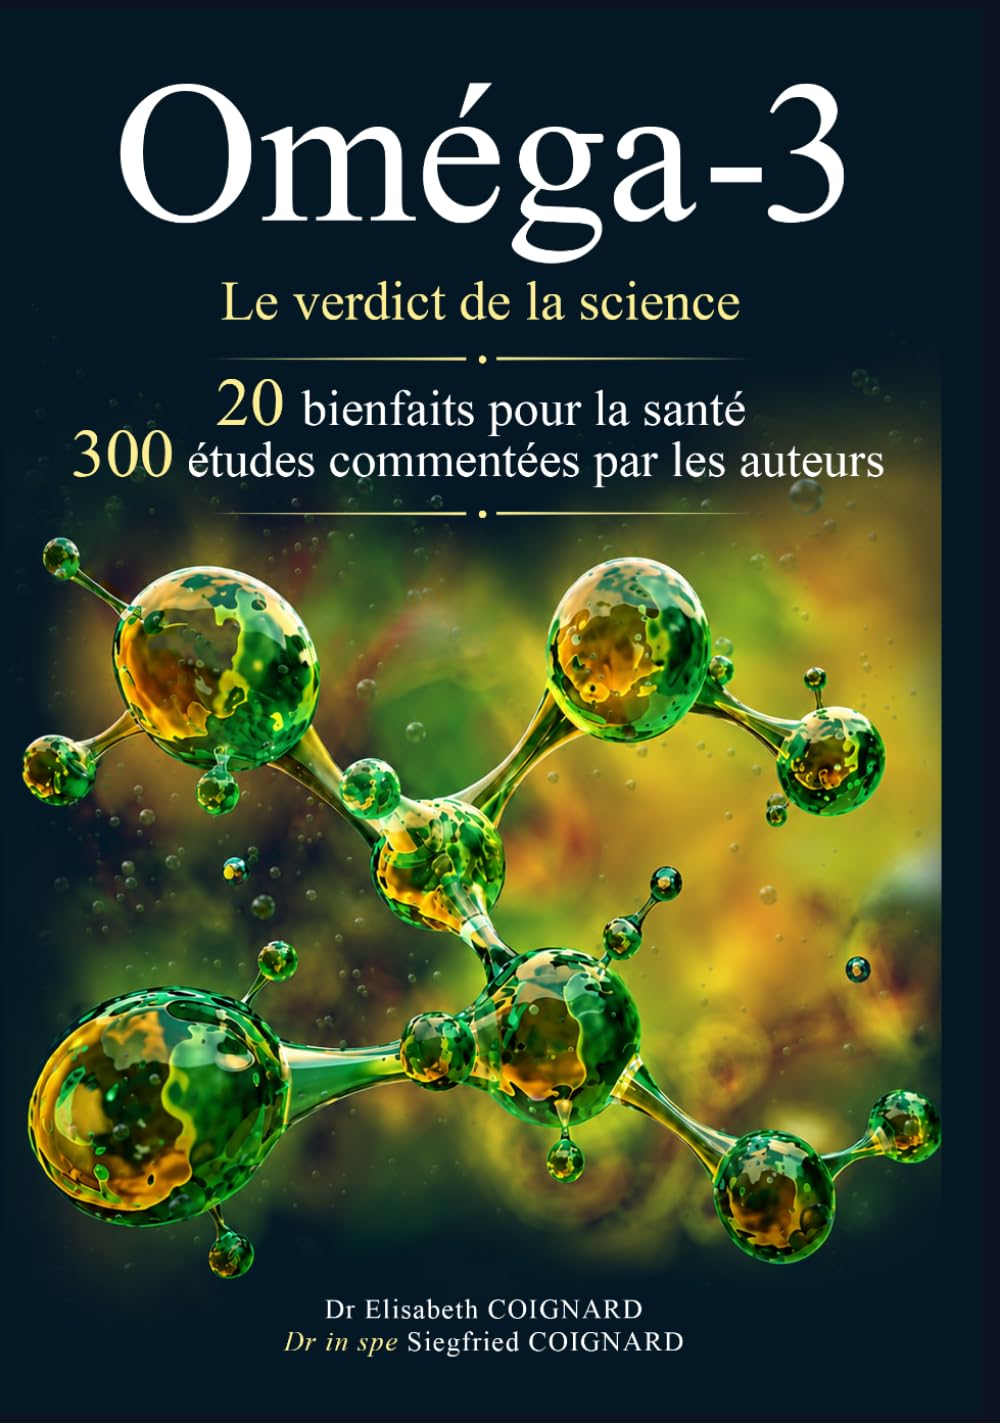 Oméga-3
Le verdict de la science
20 bienfaits pour la santé
300 études commentées par les auteurs
Dr Elisabeth COIGNARD
Dr in spe Siegfried COIGNARD